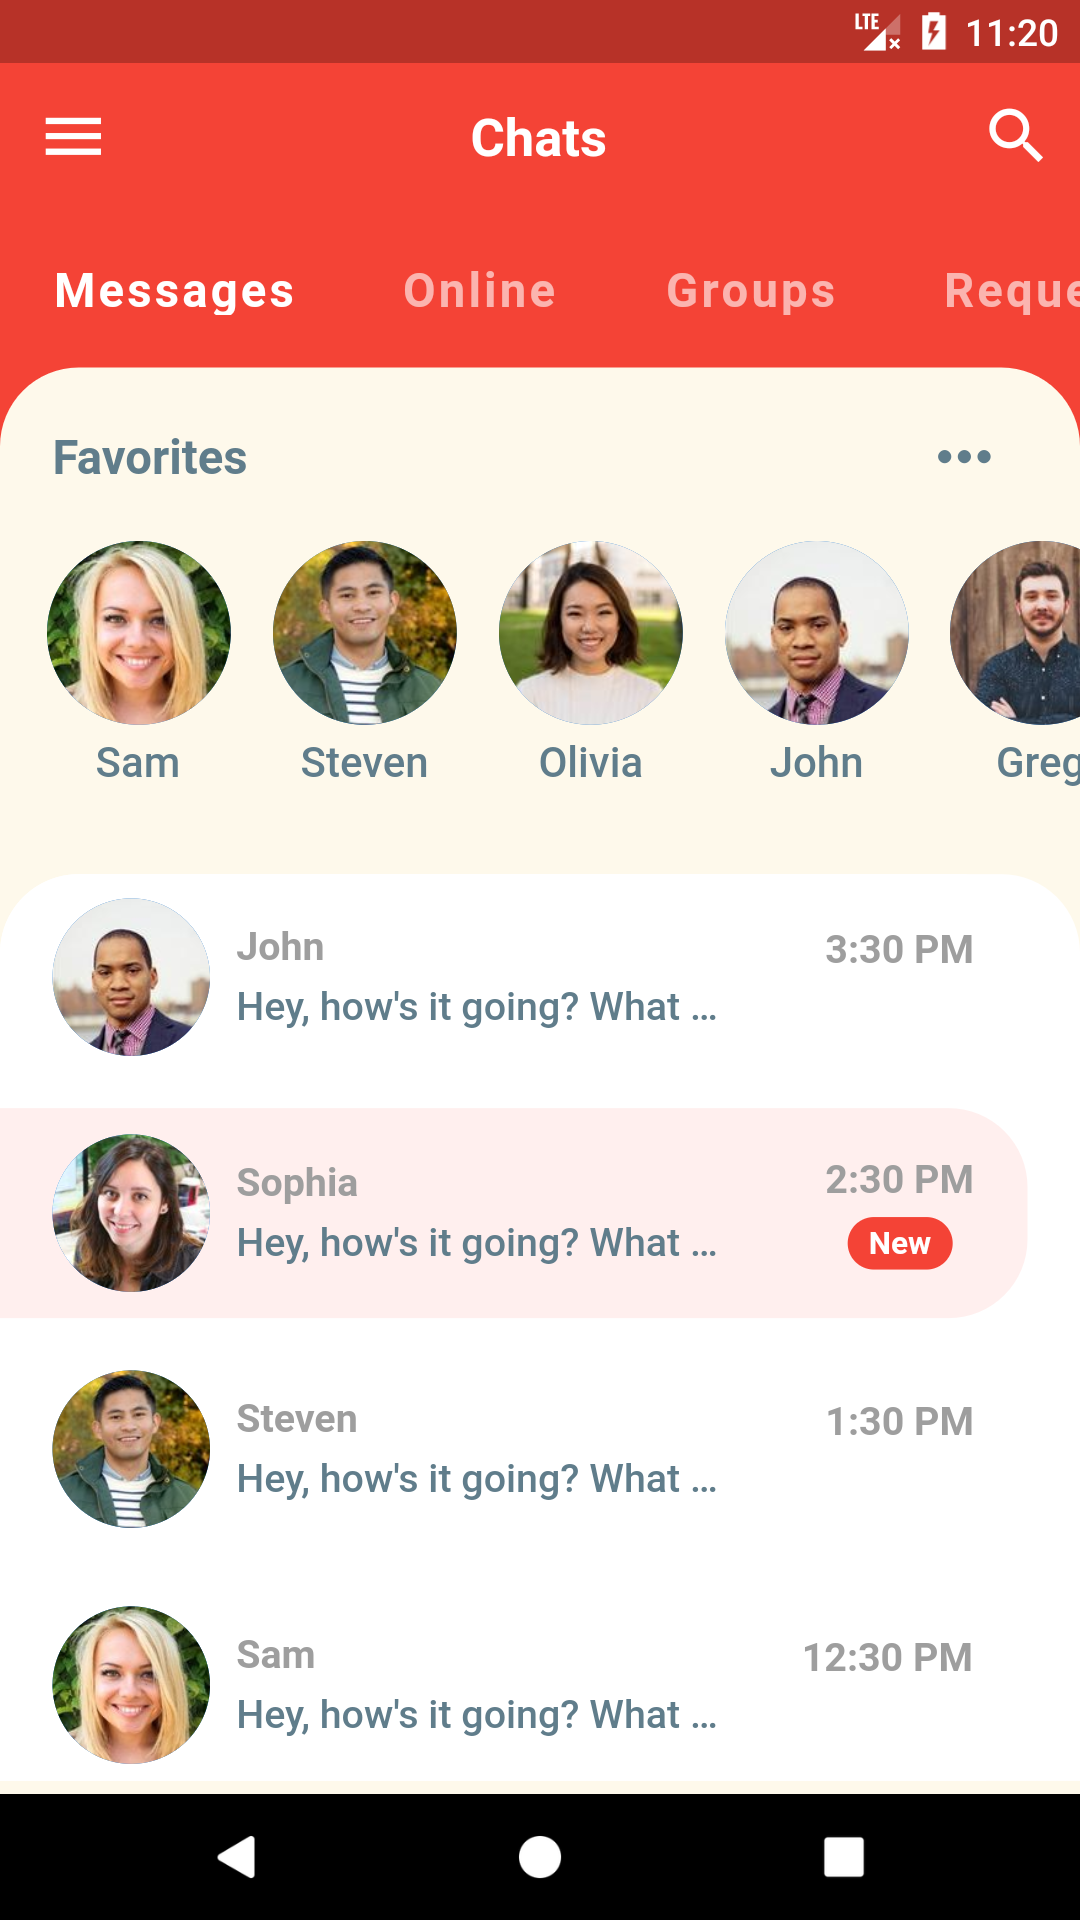 LTE 11:20
Chats
Messages Online Groups Reque
Favorites
Sam Steven Olivia John Greg
John 3:30 PM
Hey, how's it going? What ...
Sophia 2:30 PM
Hey, how's it going? What ... New
Steven 1:30 PM
Hey, how's it going? What ...
Sam 12:30 PM
Hey, how's it going? What ...